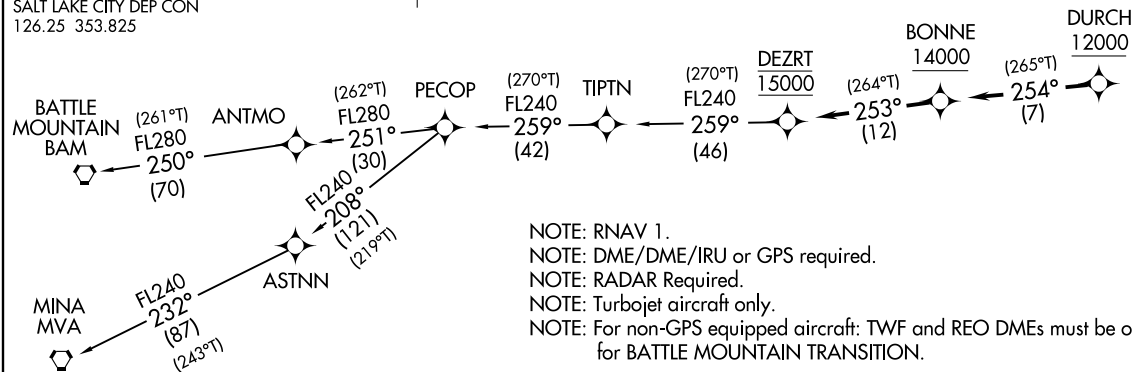 SALT LAKE CITY DEP CON
126.25 353.825
DURCH
12000
BONNE
14000
DEZRT
15000
(265°T)
254°
(7)
(264°T)
253°
(12)
(270°T)
FL240
259°
(46)
TIPTN
(270°T)
FL240
259°
(42)
PECOP
(262°T)
FL280
251°
(30)
ANTMO
(261°T)
FL280
250°
(70)
BATTLE
MOUNTAIN
BAM
FL240
208°
(121)
(219°T)
ASTNN
FL240
232°
(87)
(243°T)
MINA
MVA
NOTE: RNAV 1.
NOTE: DME/DME/IRU or GPS required.
NOTE: RADAR Required.
NOTE: Turbojet aircraft only.
NOTE: For non-GPS equipped aircraft: TWF and REO DMEs must be o
for BATTLE MOUNTAIN TRANSITION.